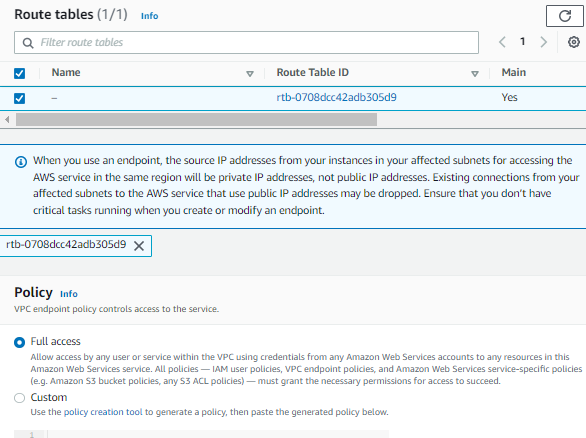 Route tables (1/1) Info
Filter route tables
1
Name Route Table ID Main
– rtb-0708dcc42adb305d9 Yes
When you use an endpoint, the source IP addresses from your instances in your affected subnets for accessing the
AWS service in the same region will be private IP addresses, not public IP addresses. Existing connections from your
affected subnets to the AWS service that use public IP addresses may be dropped. Ensure that you don't have
critical tasks running when you create or modify an endpoint.
rtb-0708dcc42adb305d9
Policy Info
VPC endpoint policy controls access to the service.
Full access
Allow access by any user or service within the VPC using credentials from any Amazon Web Services accounts to any resources in this
Amazon Web Services service. All policies — IAM user policies, VPC endpoint policies, and Amazon Web Services service-specific policies
(e.g. Amazon S3 bucket policies, any S3 ACL policies) — must grant the necessary permissions for access to succeed.
Custom
Use the policy creation tool to generate a policy, then paste the generated policy below.
1